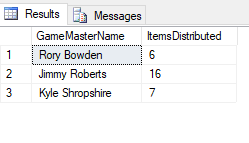 Results Messages
GameMasterName ItemsDistributed
1 Rory Bowden 6
2 Jimmy Roberts 16
3 Kyle Shropshire 7